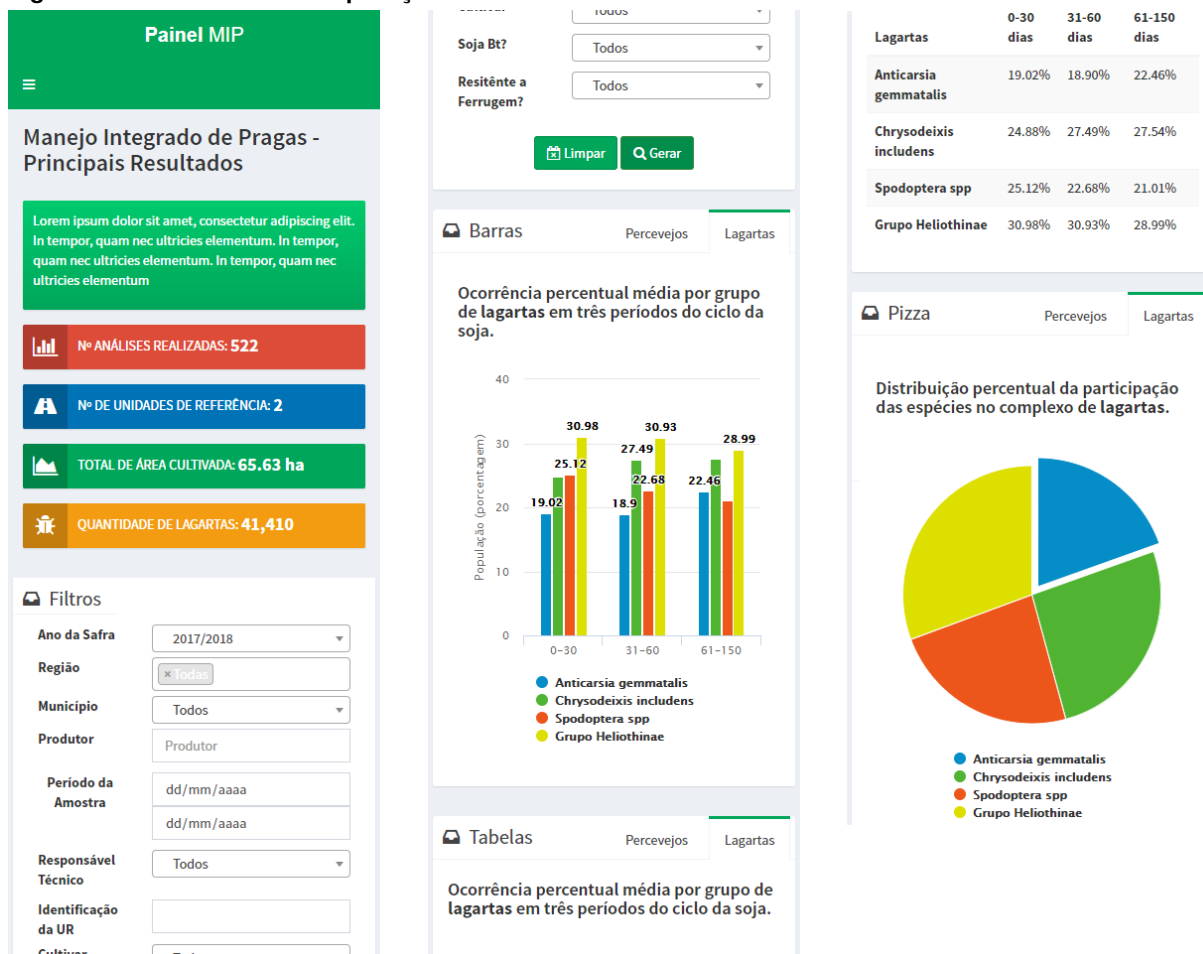 Painel MIP
Manejo Integrado de Pragas -
Principais Resultados
Lorem ipsum dolor sit amet, consectetur adipiscing elit.
In tempor, quam nec ultricies elementum. In tempor,
quam nec ultricies elementum. In tempor, quam nec
ultricies elementum
Nº ANÁLISES REALIZADAS: 522
Nº DE UNIDADES DE REFERÊNCIA: 2
TOTAL DE ÁREA CULTIVADA: 65.63 ha
QUANTIDADE DE LAGARTAS: 41,410
Filtros
Ano da Safra 2017/2018
Região × Todas
Município Todos
Produtor Produtor
Período da
Amostra
dd/mm/aaaa
dd/mm/aaaa
Responsável
Técnico
Todos
Identificação
da UR
Cultivar
Soja Bt? Todos
Resitênte a
Ferrugem?
Todos
Limpar Gerar
Barras Percevejos Lagartas
Ocorrência percentual média por grupo
de lagartas em três períodos do ciclo da
soja.
População (porcentagem)
40
30
20
10
0
19.02 25.12 30.98
18.9 27.49 22.68 30.93
22.46 28.99
0-30 31-60 61-150
Anticarsia gemmatalis
Chrysodeixis includens
Spodoptera spp
Grupo Heliothinae
Tabelas Percevejos Lagartas
Ocorrência percentual média por grupo de
lagartas em três períodos do ciclo da soja.
Lagartas 0-30 dias 31-60 dias 61-150 dias
Anticarsia gemmatalis 19.02% 18.90% 22.46%
Chrysodeixis includens 24.88% 27.49% 27.54%
Spodoptera spp 25.12% 22.68% 21.01%
Grupo Heliothinae 30.98% 30.93% 28.99%
Pizza Percevejos Lagartas
Distribuição percentual da participação
das espécies no complexo de lagartas.
Anticarsia gemmatalis
Chrysodeixis includens
Spodoptera spp
Grupo Heliothinae